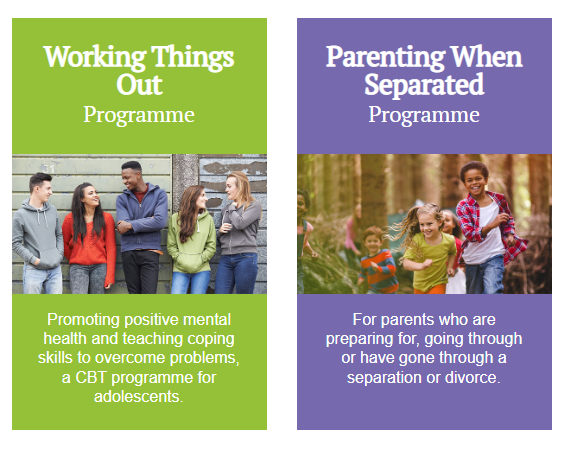 Working Things
Out
Programme
Promoting positive mental
health and teaching coping
skills to overcome problems,
a CBT programme for
adolescents.
Parenting When
Separated
Programme
For parents who are
preparing for, going through
or have gone through a
separation or divorce.